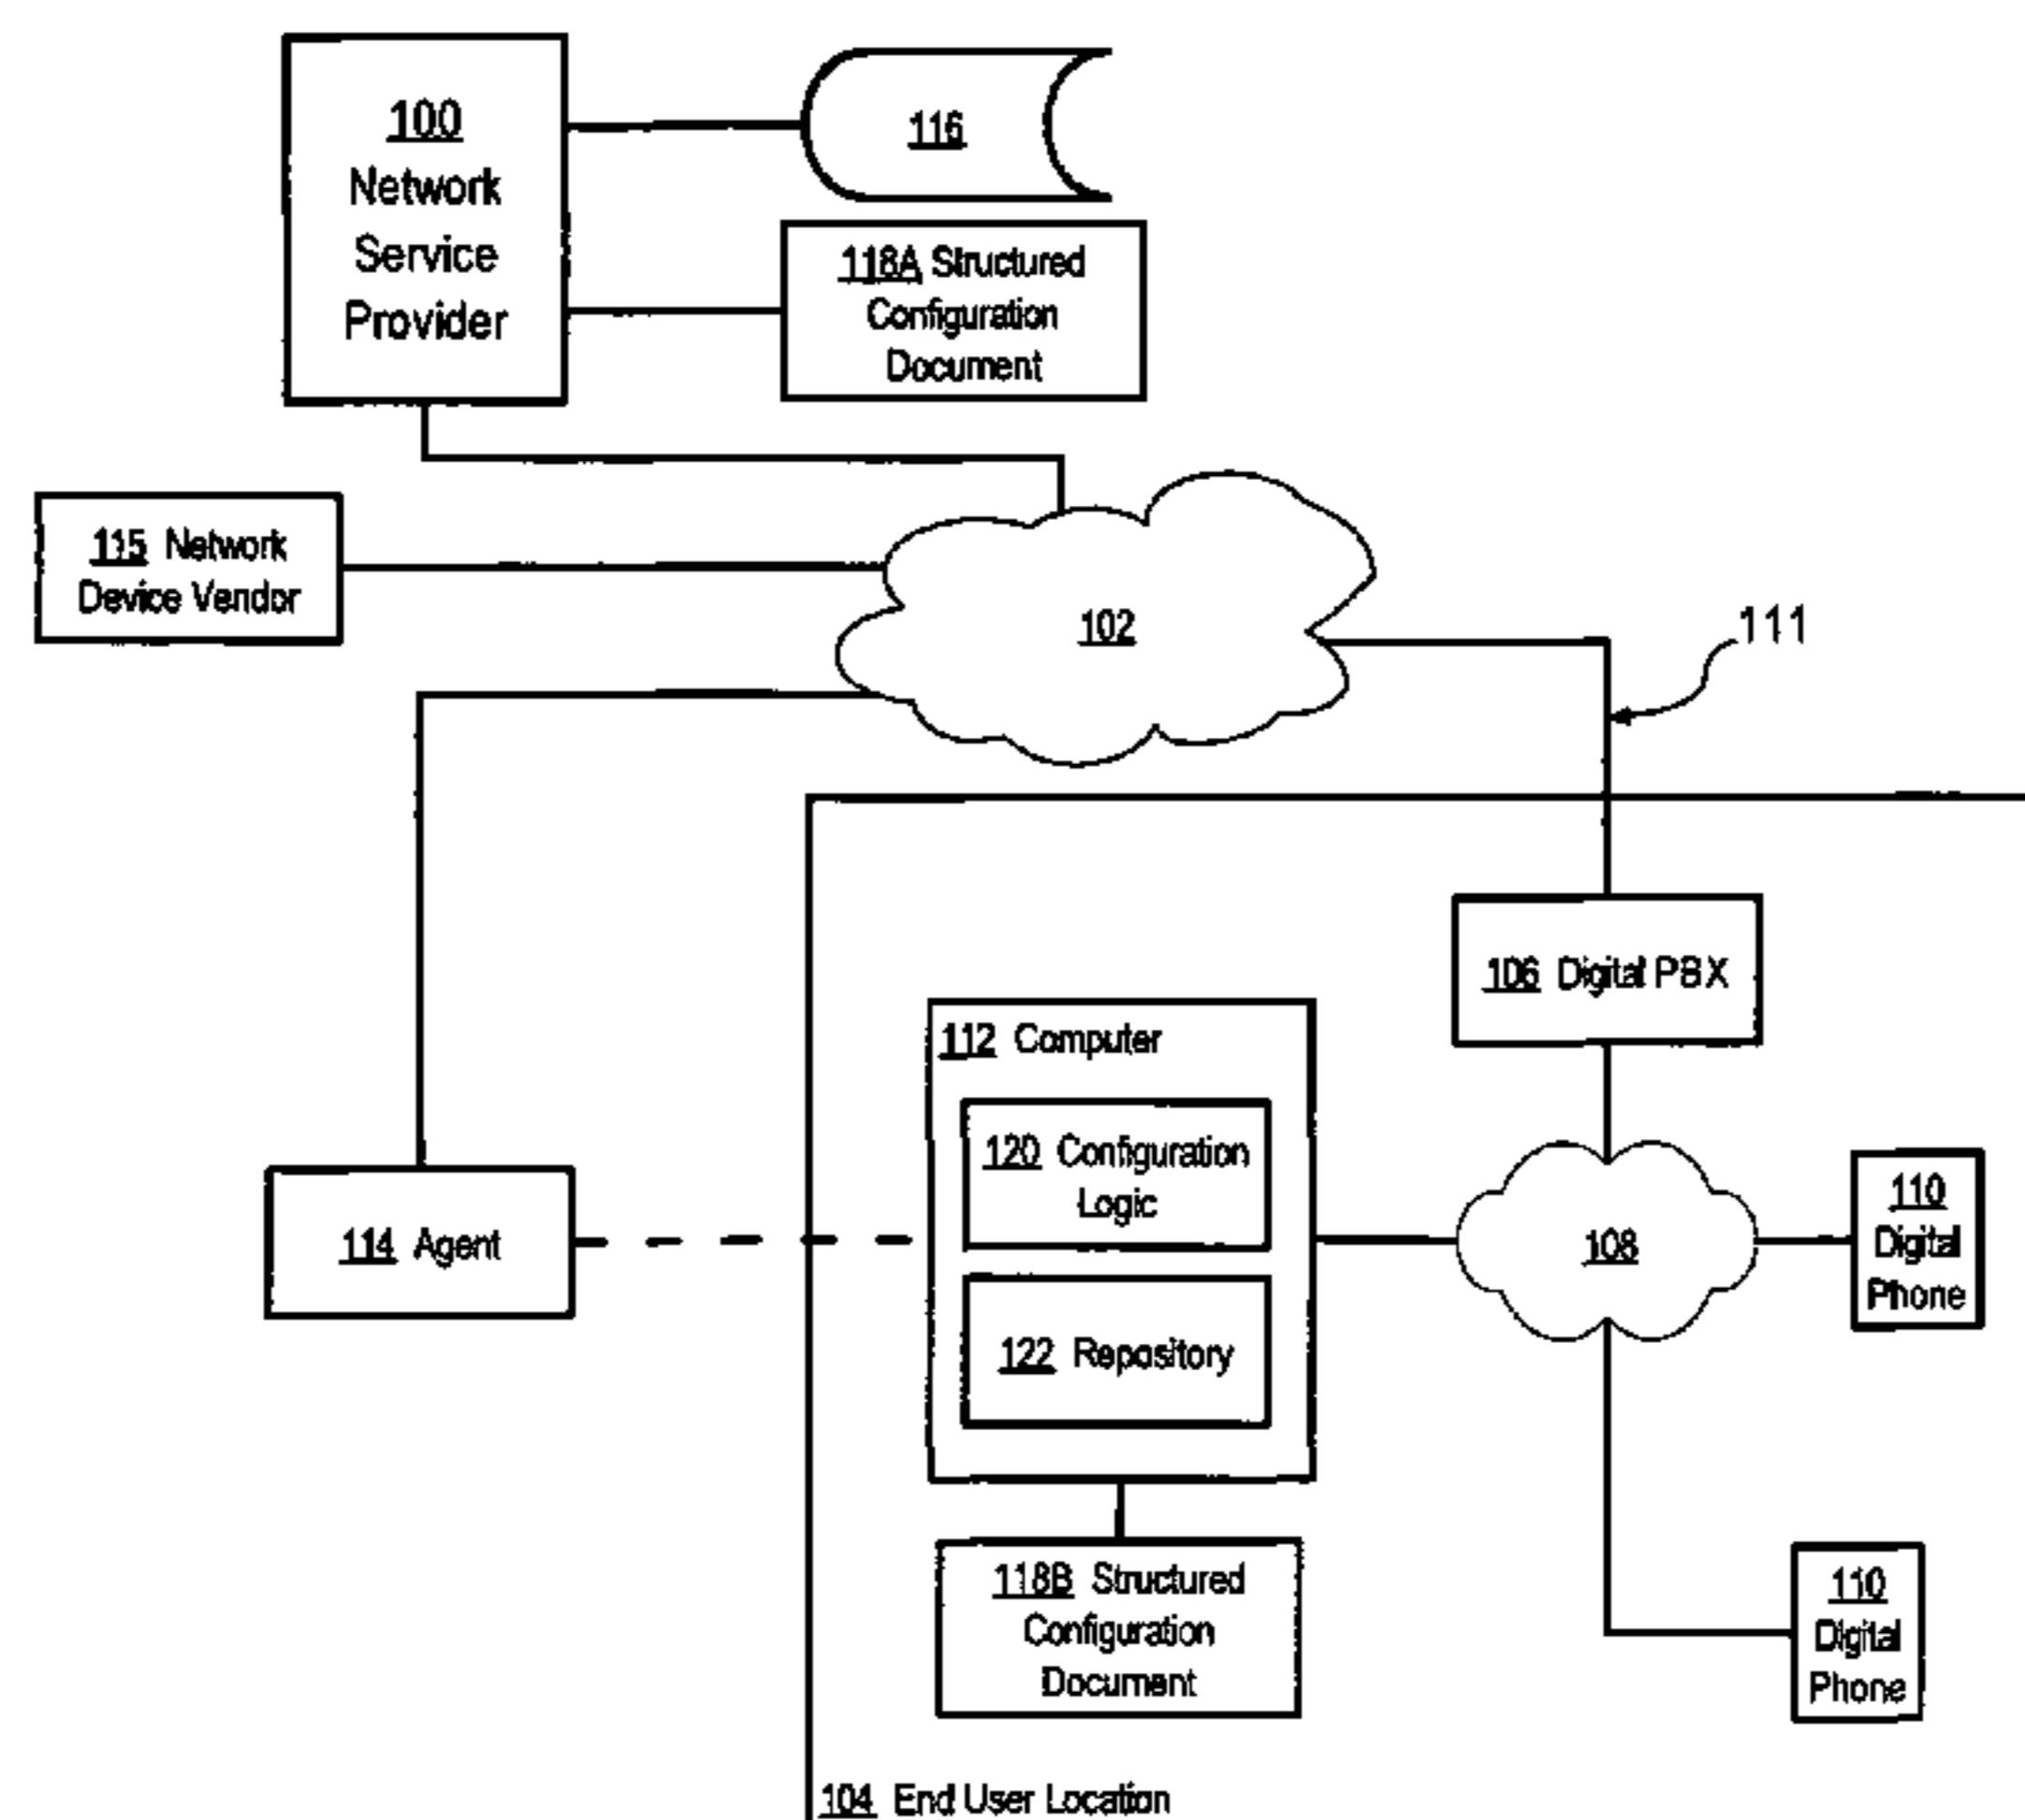 100
Network
Service
Provider
116
118A Structured
Configuration
Document
115 Network
Device Vendor
102
111
106 Digital PBX
112 Computer
120 Configuration
Logic
114 Agent
108
110
Digital
Phone
122 Repository
118B Structured
Configuration
Document
110
Digital
Phone
104 End User Location